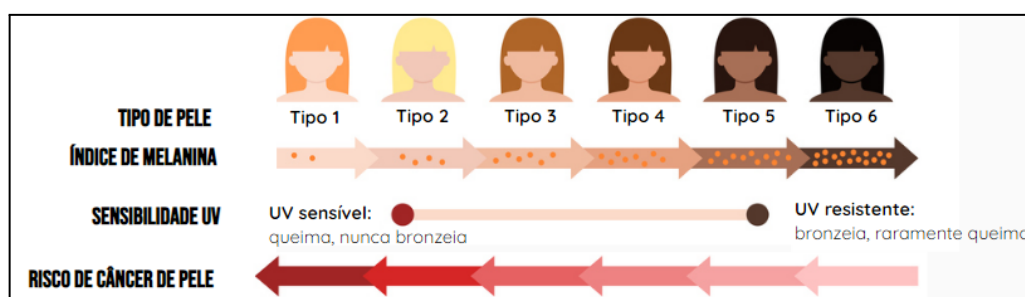 TIPO DE PELE
Tipo 1 Tipo 2 Tipo 3 Tipo 4 Tipo 5 Tipo 6
ÍNDICE DE MELANINA
SENSIBILIDADE UV
UV sensível:
queima, nunca bronzeia
UV resistente:
bronzeia, raramente queima
RISCO DE CÂNCER DE PELE